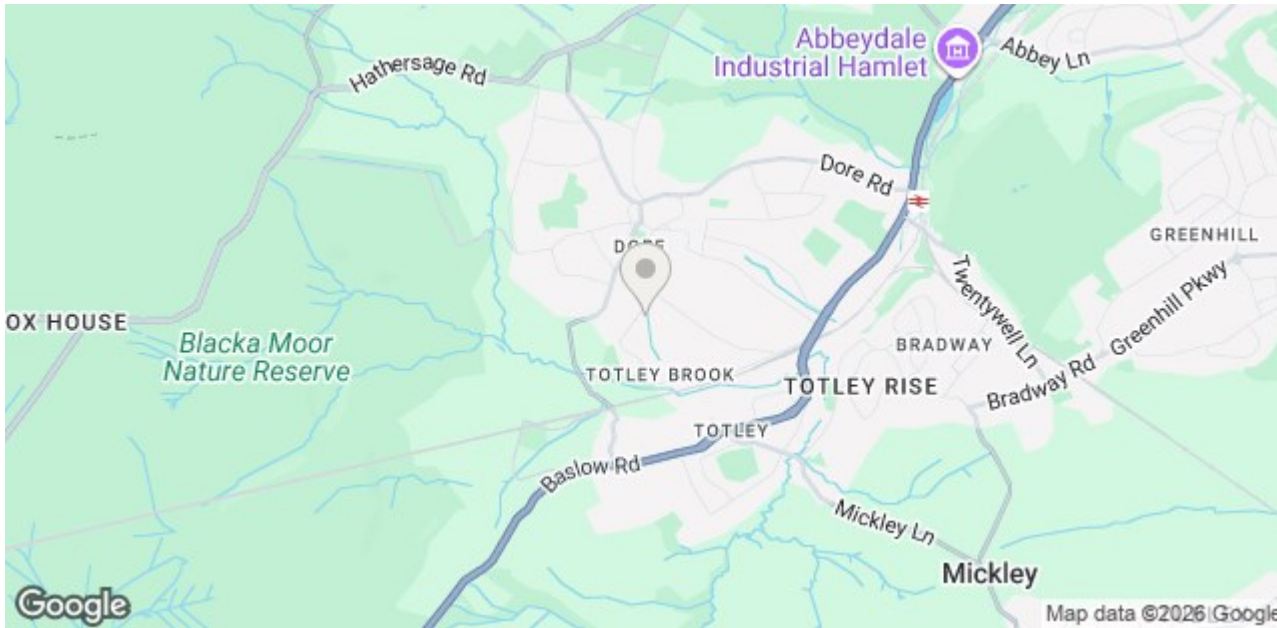 Abbeydale
Industrial Hamlet
Abbey Ln
Hathersage Rd
Dore Rd
DORE
GREENHILL
Twentywell Ln
Greenhill Pkwy
OX HOUSE
Blacka Moor
Nature Reserve
BRADWAY
TOTLEY BROOK
TOTLEY RISE
Bradway Rd
TOTLEY
Baslow Rd
Mickley Ln
Mickley
Google
Map data ©2026 Google